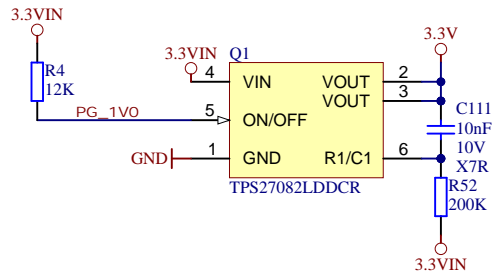 3.3VIN
R4
12K
PG_1V0
3.3VIN
Q1
4
VIN
5
ON/OFF
1
GND
GND
VOUT
2
VOUT
3
R1/C1
6
TPS27082LDDCR
3.3V
C111
10nF
10V
X7R
R52
200K
3.3VIN